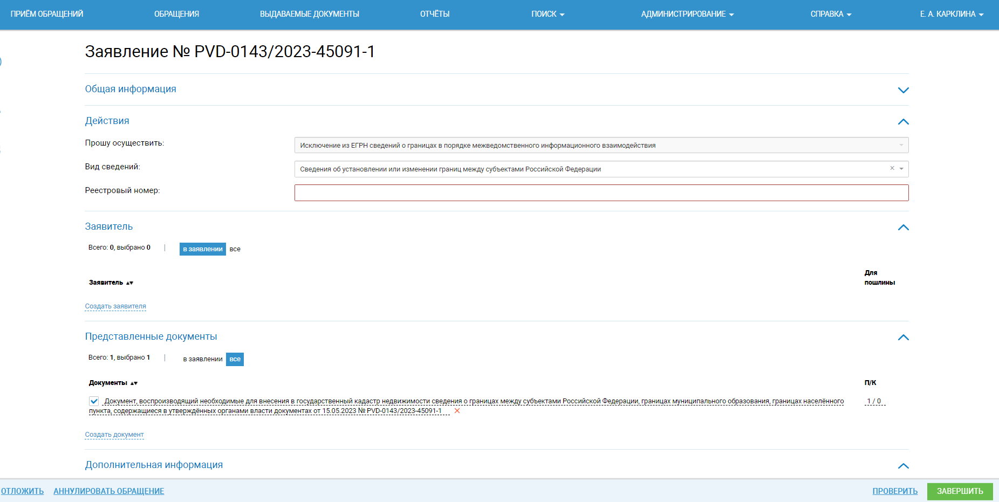 ПРИЁМ ОБРАЩЕНИЙ ОБРАЩЕНИЯ ВЫДАВАЕМЫЕ ДОКУМЕНТЫ ОТЧЁТЫ ПОИСК АДМИНИСТРИРОВАНИЕ СПРАВКА Е. А. КАРКЛИНА
Заявление № PVD-0143/2023-45091-1
Общая информация
Действия
Прошу осуществить: Исключение из ЕГРН сведений о границах в порядке межведомственного информационного взаимодействия
Вид сведений: Сведения об установлении или изменении границ между субъектами Российской Федерации
Реестровый номер:
Заявитель
Всего: 0, выбрано 0 | в заявлении все
Заявитель Для пошлины
Создать заявителя
Представленные документы
Всего: 1, выбрано 1 | в заявлении все
Документы П/К
Документ, воспроизводящий необходимые для внесения в государственный кадастр недвижимости сведения о границах между субъектами Российской Федерации, границах муниципального образования, границах населённого 1 / 0
пункта, содержащиеся в утверждённых органами власти документах от 15.05.2023 № PVD-0143/2023-45091-1
Создать документ
Дополнительная информация
ОТЛОЖИТЬ АННУЛИРОВАТЬ ОБРАЩЕНИЕ ПРОВЕРИТЬ ЗАВЕРШИТЬ